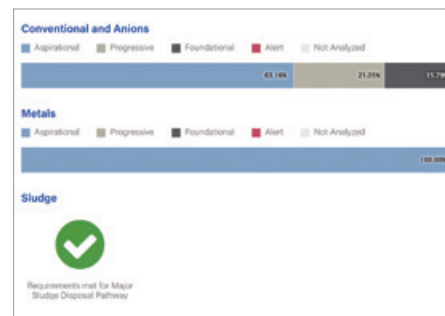 Conventional and Anions
Aspirational Progressive Foundational Alert Not Analyzed
63.16% 21.05% 15.79%
Metals
Aspirational Progressive Foundational Alert Not Analyzed
100.00%
Sludge
Requirements met for Major
Sludge Disposal Pathway